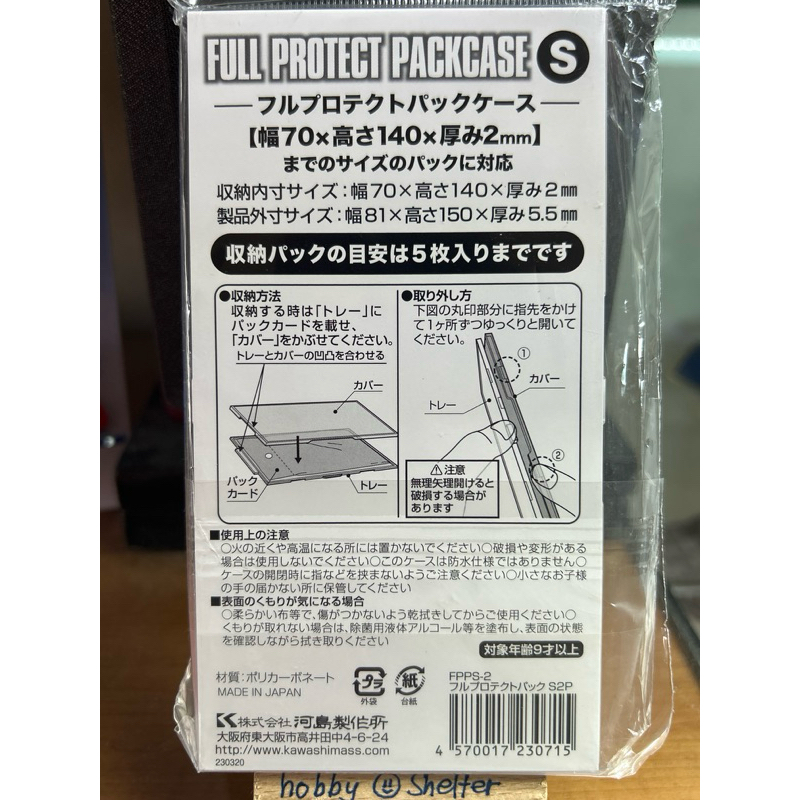 FULL PROTECT PACKCASE S
フルプロテクトパックケース
【幅70×高さ140×厚み2mm】
までのサイズのパックに対応
収納内寸サイズ:幅70×高さ140×厚み2㎜
製品外寸サイズ:幅81×高さ150×厚み5.5㎜
収納パックの目安は5枚入りまでです
●収納方法
収納する時は「トレー」に
パックカードを載せ、
「カバー」をかぶせてください。
トレーとカバーの凹凸を合わせる
カバー
パック
カード
トレー
●取り外し方
下図の丸印部分に指先をかけ
て1ヶ所ずつゆっくりと開いて
ください。
①
カバー
トレー
②
⚠注意
無理矢理開けると
破損する場合が
あります
■使用上の注意
○火の近くや高温になる所には置かないでください○破損や変形がある
場合は使用しないでください○このケースは防水仕様ではありません○
ケースの開閉時に指などを挟まないようご注意ください○小さなお子様
の手の届かない所に保管してください
■表面のくもりが気になる場合
○柔らかい布等で、傷がつかないよう乾拭きしてからご使用ください○
くもりが取れない場合は、除菌用液体アルコール等を塗布し、表面の状態
を確認しながら拭き取りください
対象年齢9才以上
材質:ポリカーボネート
MADE IN JAPAN
プラ
外袋
紙
台紙
FPPS-2
フルプロテクトパック S2P
株式会社 河島製作所
大阪府東大阪市高井田中4-6-24
http://www.kawashimass.com
230320
4 570017 230715
hobby Shelter